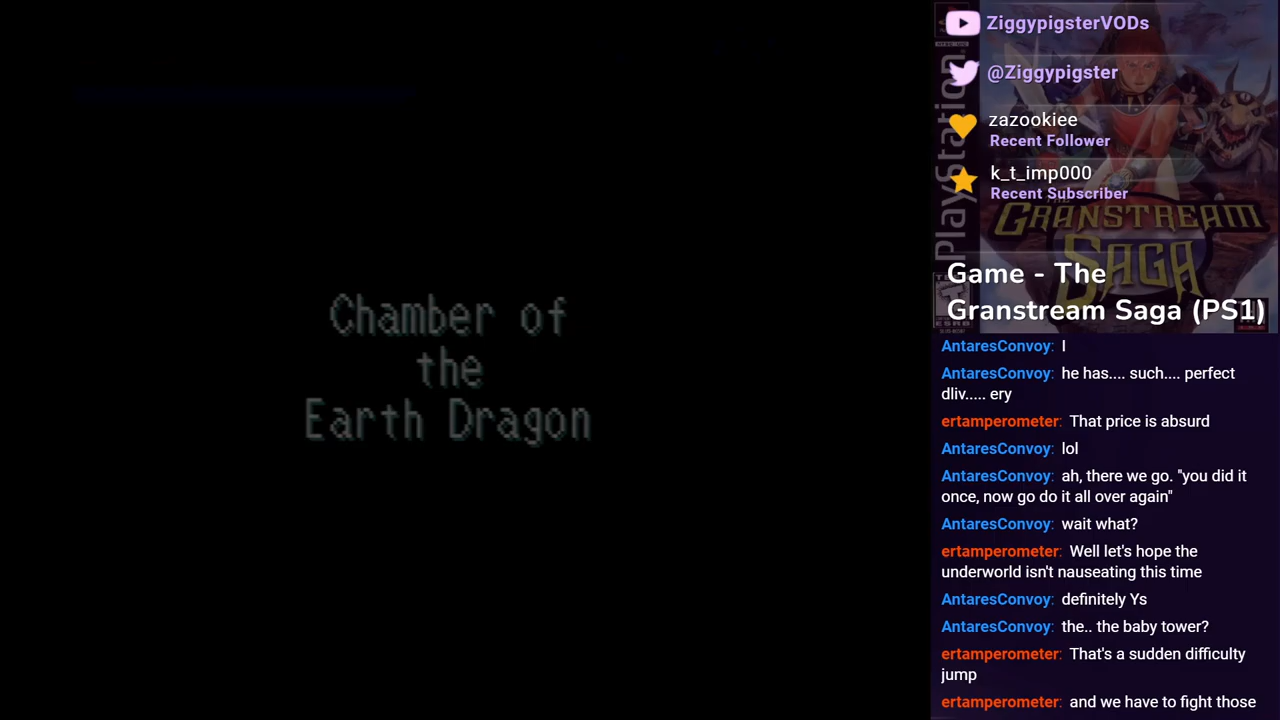 Chamber of
the
Earth Dragon
ZiggypigsterVODs
@Ziggypigster
zazookiee
Recent Follower
k_t_imp000
Recent Subscriber
PlayStation
GRANSTREAM
SAGA
Game - The
Granstream Saga (PS1)
AntaresConvoy: I
AntaresConvoy: he has.... such.... perfect
dliv..... ery
ertamperometer: That price is absurd
AntaresConvoy: lol
AntaresConvoy: ah, there we go. "you did it
once, now go do it all over again"
AntaresConvoy: wait what?
ertamperometer: Well let's hope the
underworld isn't nauseating this time
AntaresConvoy: definitely Ys
AntaresConvoy: the.. the baby tower?
ertamperometer: That's a sudden difficulty
jump
ertamperometer: and we have to fight those